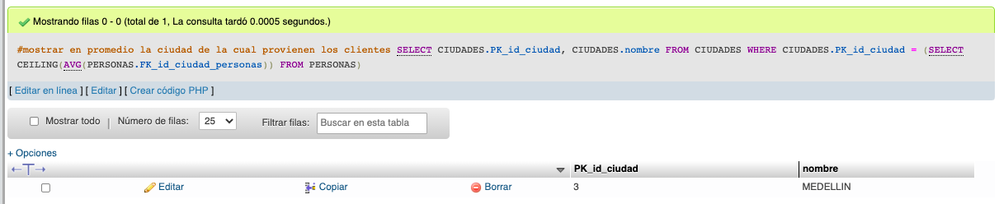 Mostrando filas 0 - 0 (total de 1, La consulta tardó 0.0005 segundos.)
#mostrar en promedio la ciudad de la cual provienen los clientes SELECT CIUDADES.PK_id_ciudad, CIUDADES.nombre FROM CIUDADES WHERE CIUDADES.PK_id_ciudad = (SELECT
CEILING(AVG(PERSONAS.FK_id_ciudad_personas)) FROM PERSONAS)
[ Editar en línea ] [ Editar ] [ Crear código PHP ]
Mostrar todo | Número de filas: 25 Filtrar filas: Buscar en esta tabla
+ Opciones
←T→ PK_id_ciudad nombre
Editar Copiar Borrar 3 MEDELLIN